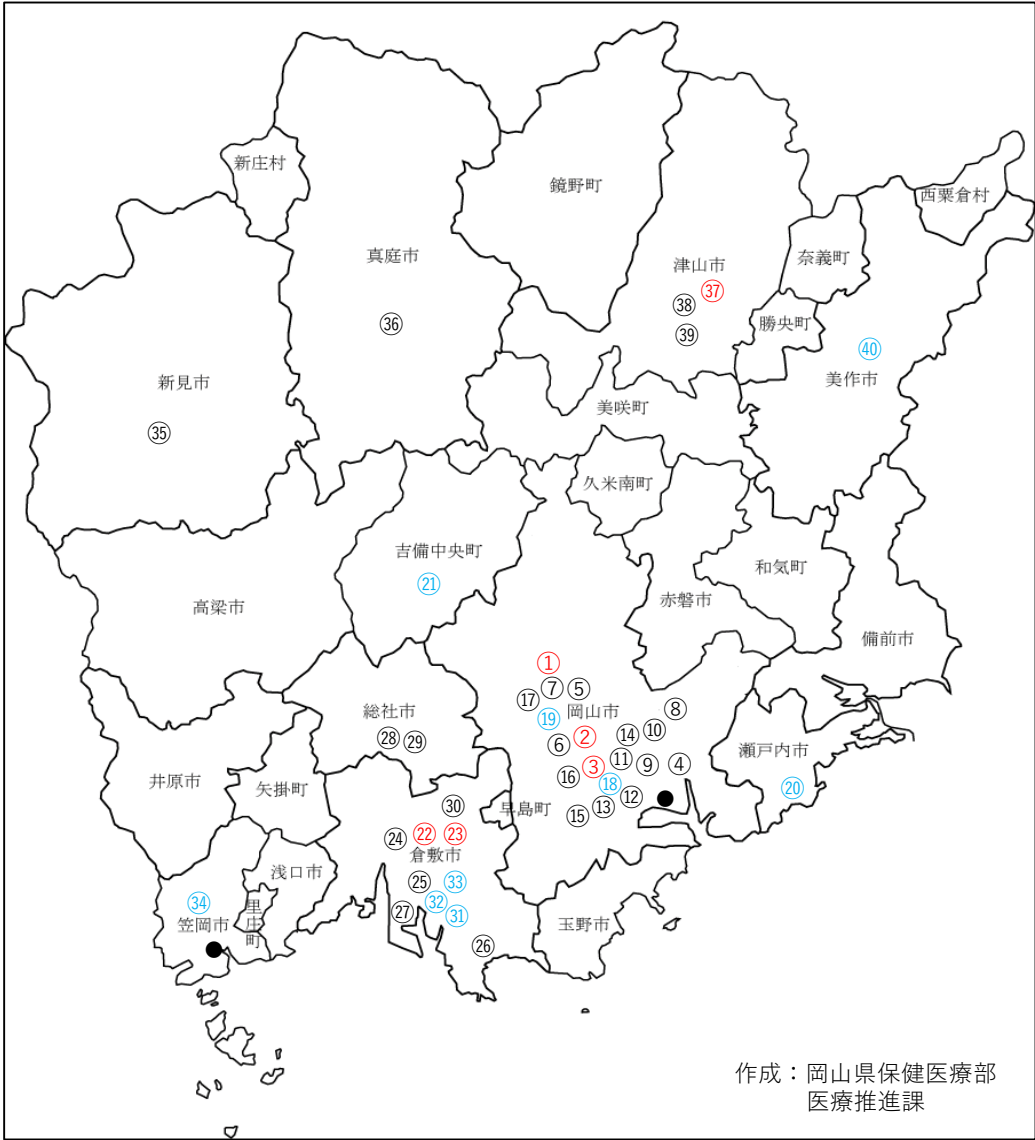 新庄村
鏡野町
西粟倉村
真庭市
津山市
奈義町
㊲
㊳
勝央町
㊱
㊴
㊵
新見市
美作市
美咲町
㉟
久米南町
吉備中央町
和気町
㉑
高梁市
赤磐市
備前市
①
⑰
⑦
⑤
総社市
⑲
岡山市
⑧
㉘
㉙
⑥
②
⑭
⑩
瀬戸内市
井原市
矢掛町
⑯
③
⑪
⑨
④
⑱
⑳
㉚
早島町
⑮
⑬
⑫
㉔
㉒
㉓
倉敷市
浅口市
㉕
㉝
㉞
里庄町
㉗
㉜
㉛
笠岡市
玉野市
㉖
作成:岡山県保健医療部
医療推進課